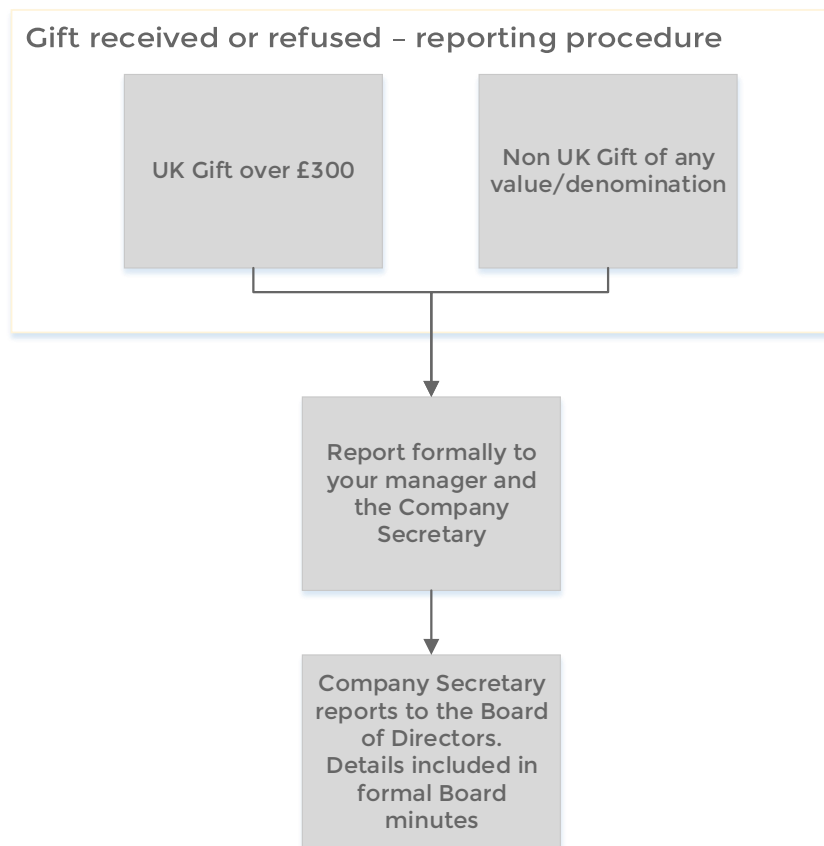 Gift received or refused – reporting procedure
UK Gift over £300
Non UK Gift of any
value/denomination
Report formally to
your manager and
the Company
Secretary
Company Secretary
reports to the Board
of Directors.
Details included in
formal Board
minutes